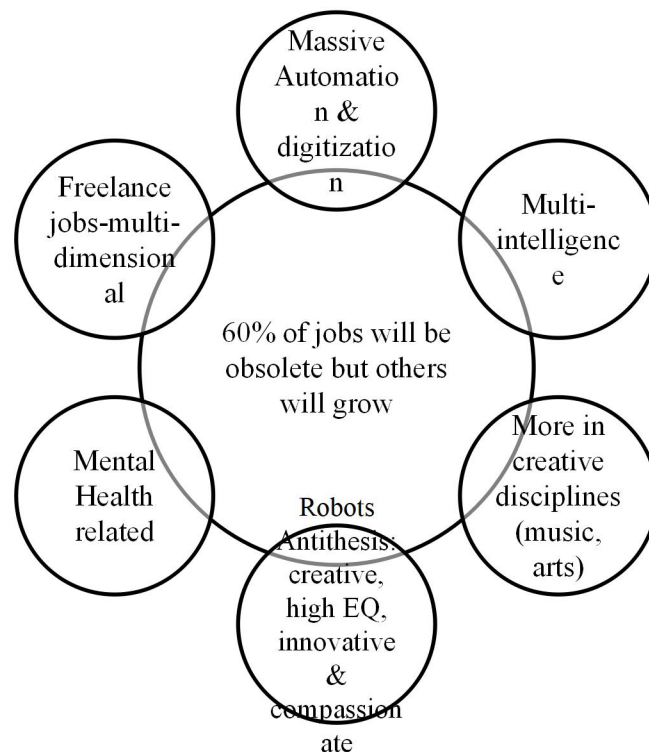 Massive
Automatio
n &
digitizatio
n
Freelance
jobs-multi-
dimension
al
Multi-
intelligenc
e
60% of jobs will be
obsolete but others
will grow
Mental
Health
related
More in
creative
disciplines
(music,
arts)
Robots
Antithesis:
creative,
high EQ,
innovative
&
compassion
ate